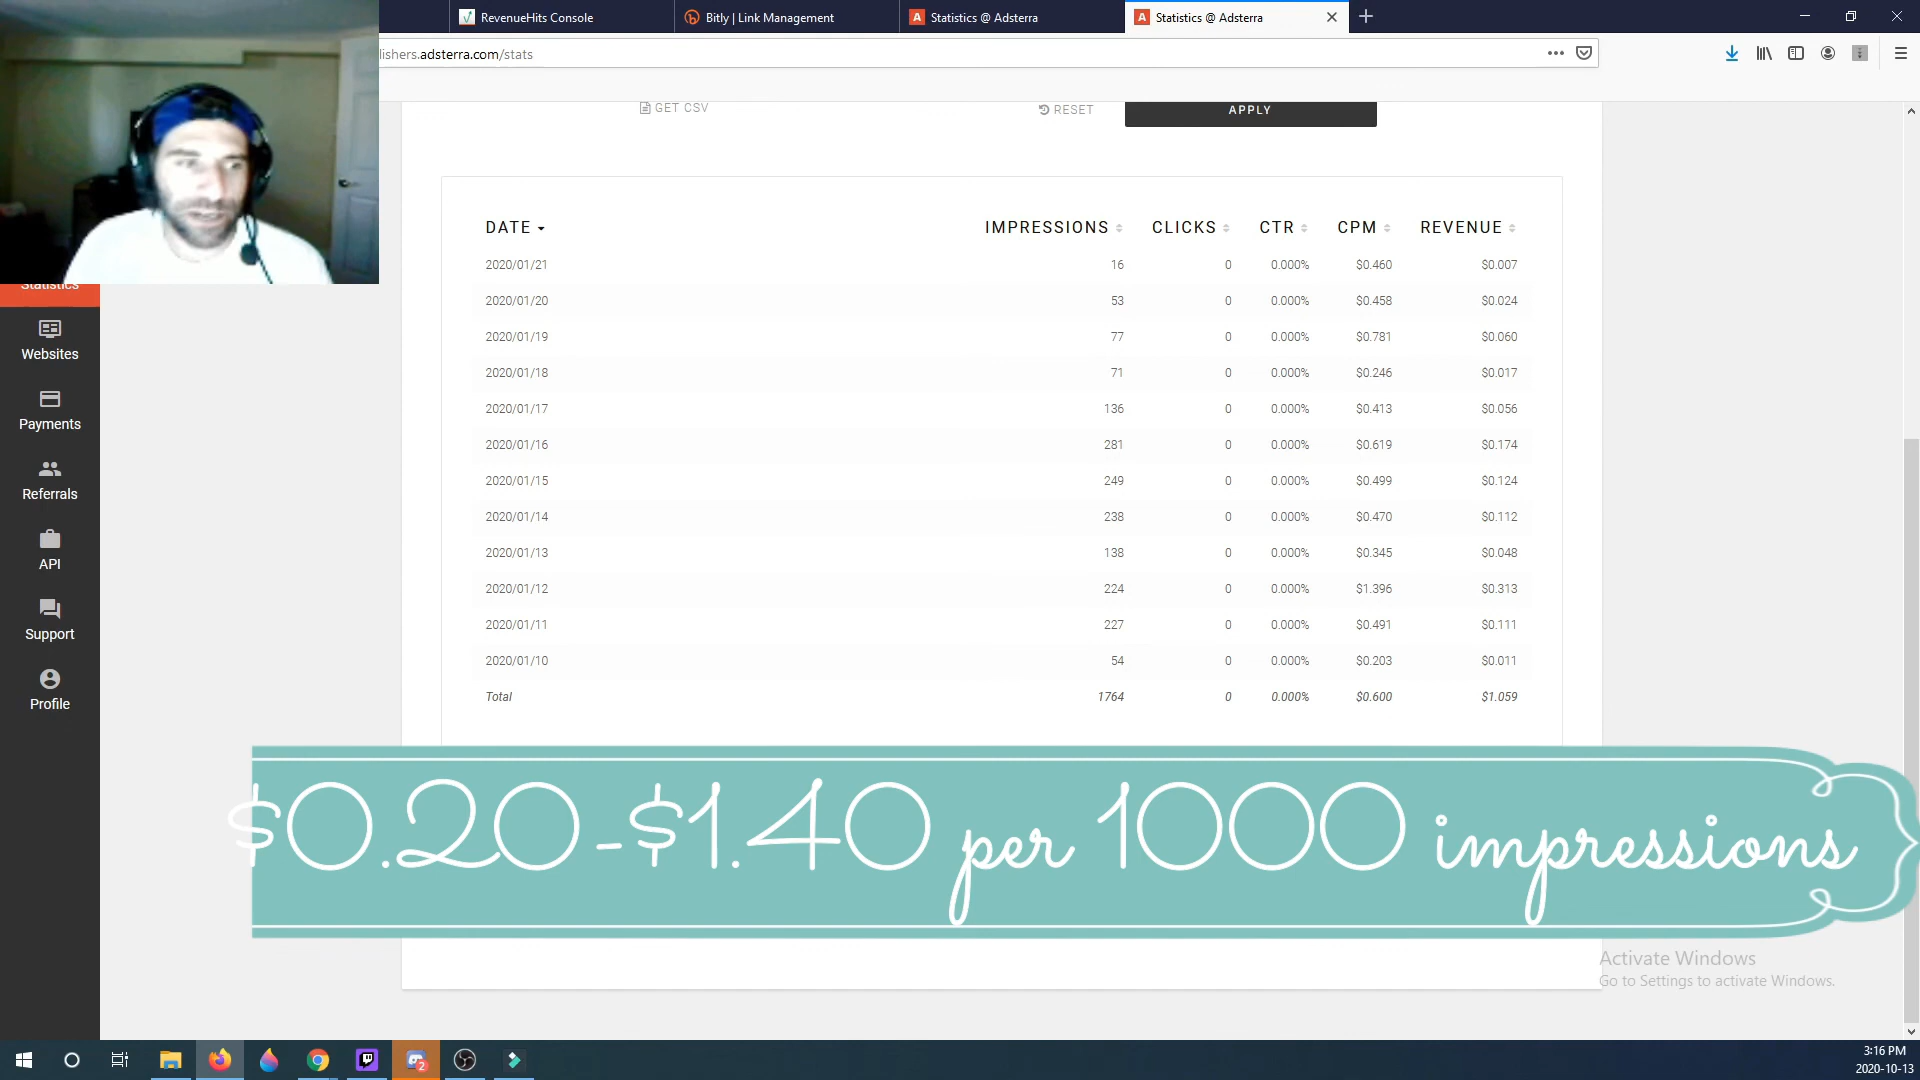 RevenueHits Console
Bitly | Link Management
Statistics @ Adsterra
Statistics @ Adsterra
lishers.adsterra.com/stats
GET CSV
RESET
APPLY
DATE IMPRESSIONS CLICKS CTR CPM REVENUE
2020/01/21 16 0 0.000% $0.460 $0.007
2020/01/20 53 0 0.000% $0.458 $0.024
2020/01/19 77 0 0.000% $0.781 $0.060
2020/01/18 71 0 0.000% $0.246 $0.017
2020/01/17 136 0 0.000% $0.413 $0.056
2020/01/16 281 0 0.000% $0.619 $0.174
2020/01/15 249 0 0.000% $0.499 $0.124
2020/01/14 238 0 0.000% $0.470 $0.112
2020/01/13 138 0 0.000% $0.345 $0.048
2020/01/12 224 0 0.000% $1.396 $0.313
2020/01/11 227 0 0.000% $0.491 $0.111
2020/01/10 54 0 0.000% $0.203 $0.011
Total 1764 0 0.000% $0.600 $1.059
Statistics
Websites
Payments
Referrals
API
Support
Profile
$0.20-$1.40 per 1000 impressions
Activate Windows
Go to Settings to activate Windows.
2
3:16 PM
2020-10-13